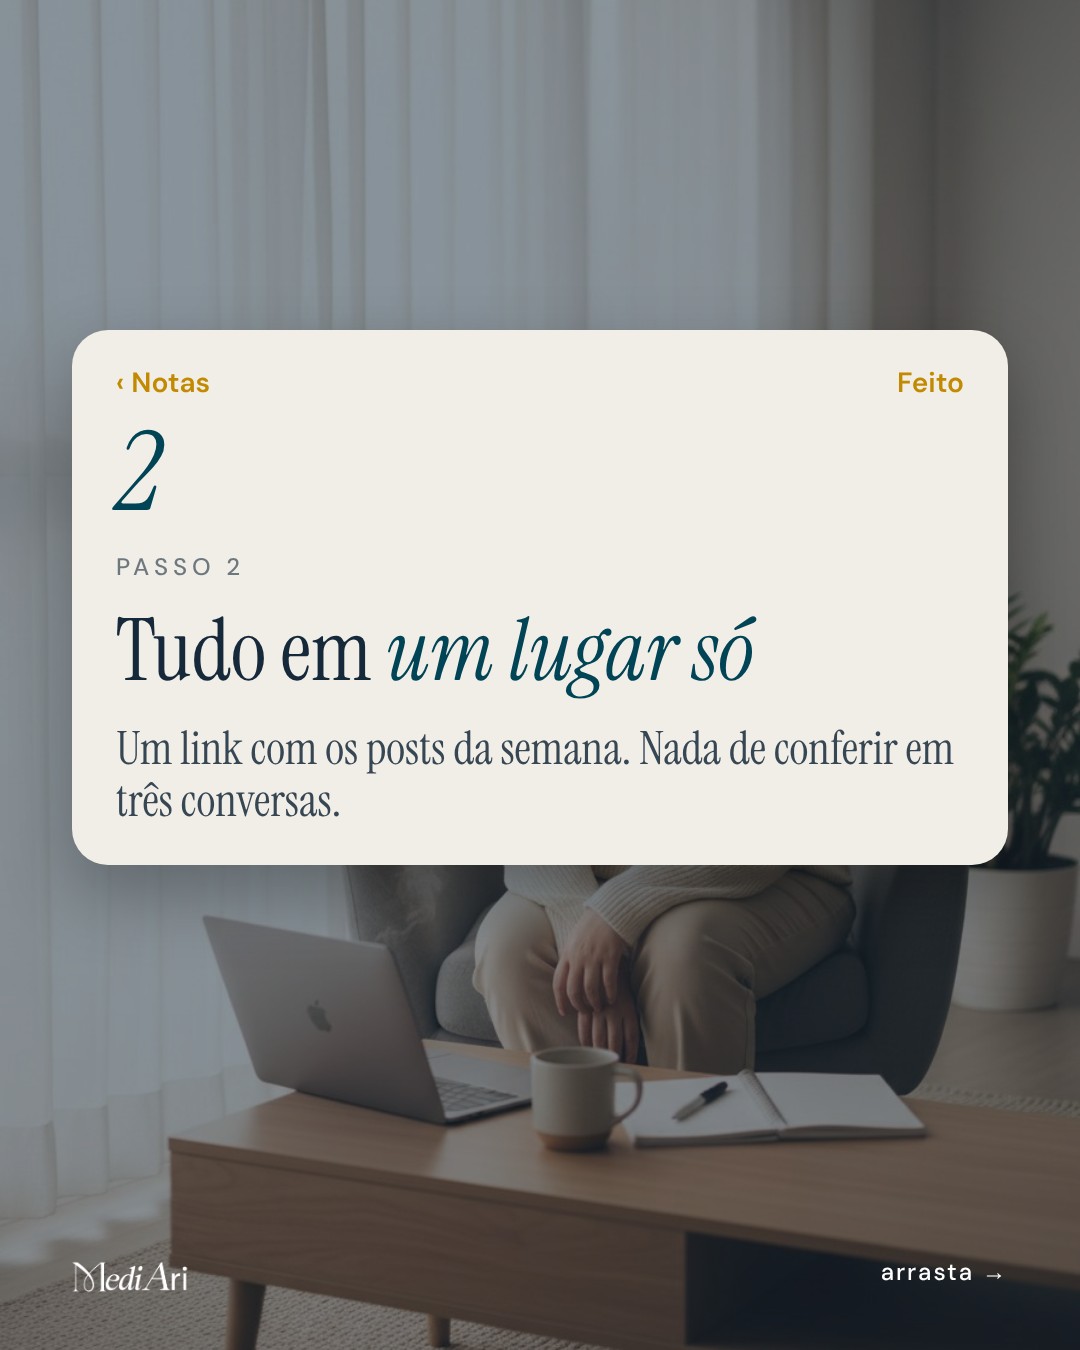 ‹ Notas
Feito
2
PASSO 2
Tudo em um lugar só
Um link com os posts da semana. Nada de conferir em
três conversas.
MediAri
arrasta →